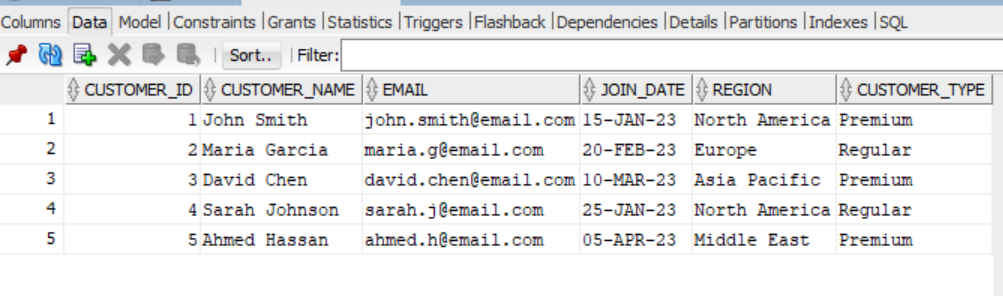 Columns Data Model Constraints Grants Statistics Triggers Flashback Dependencies Details Partitions Indexes SQL
Sort.. Filter:
CUSTOMER_ID CUSTOMER_NAME EMAIL JOIN_DATE REGION CUSTOMER_TYPE
1 1 John Smith john.smith@email.com 15-JAN-23 North America Premium
2 2 Maria Garcia maria.g@email.com 20-FEB-23 Europe Regular
3 3 David Chen david.chen@email.com 10-MAR-23 Asia Pacific Premium
4 4 Sarah Johnson sarah.j@email.com 25-JAN-23 North America Regular
5 5 Ahmed Hassan ahmed.h@email.com 05-APR-23 Middle East Premium